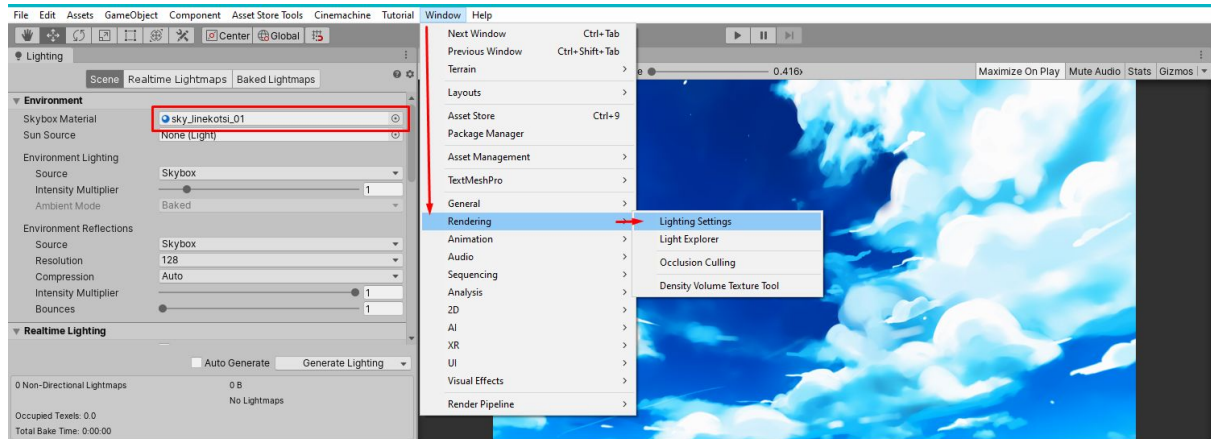 File Edit Assets GameObject Component Asset Store Tools Cinemachine Tutorial Window Help
Center Global
Lighting
Scene Realtime Lightmaps Baked Lightmaps
Environment
Skybox Material sky_linekotsi_01
Sun Source None (Light)
Environment Lighting
Source Skybox
Intensity Multiplier 1
Ambient Mode Baked
Environment Reflections
Source Skybox
Resolution 128
Compression Auto
Intensity Multiplier 1
Bounces 1
Realtime Lighting
Auto Generate Generate Lighting
0 Non-Directional Lightmaps 0 B
No Lightmaps
Occupied Texels: 0.0
Total Bake Time: 0:00:00
Next Window Ctrl+Tab
Previous Window Ctrl+Shift+Tab
Terrain
Layouts
Asset Store Ctrl+9
Package Manager
Asset Management
TextMeshPro
General
Rendering
Animation
Audio
Sequencing
Analysis
2D
AI
XR
UI
Visual Effects
Render Pipeline
Lighting Settings
Light Explorer
Occlusion Culling
Density Volume Texture Tool
0.416x Maximize On Play Mute Audio Stats Gizmos